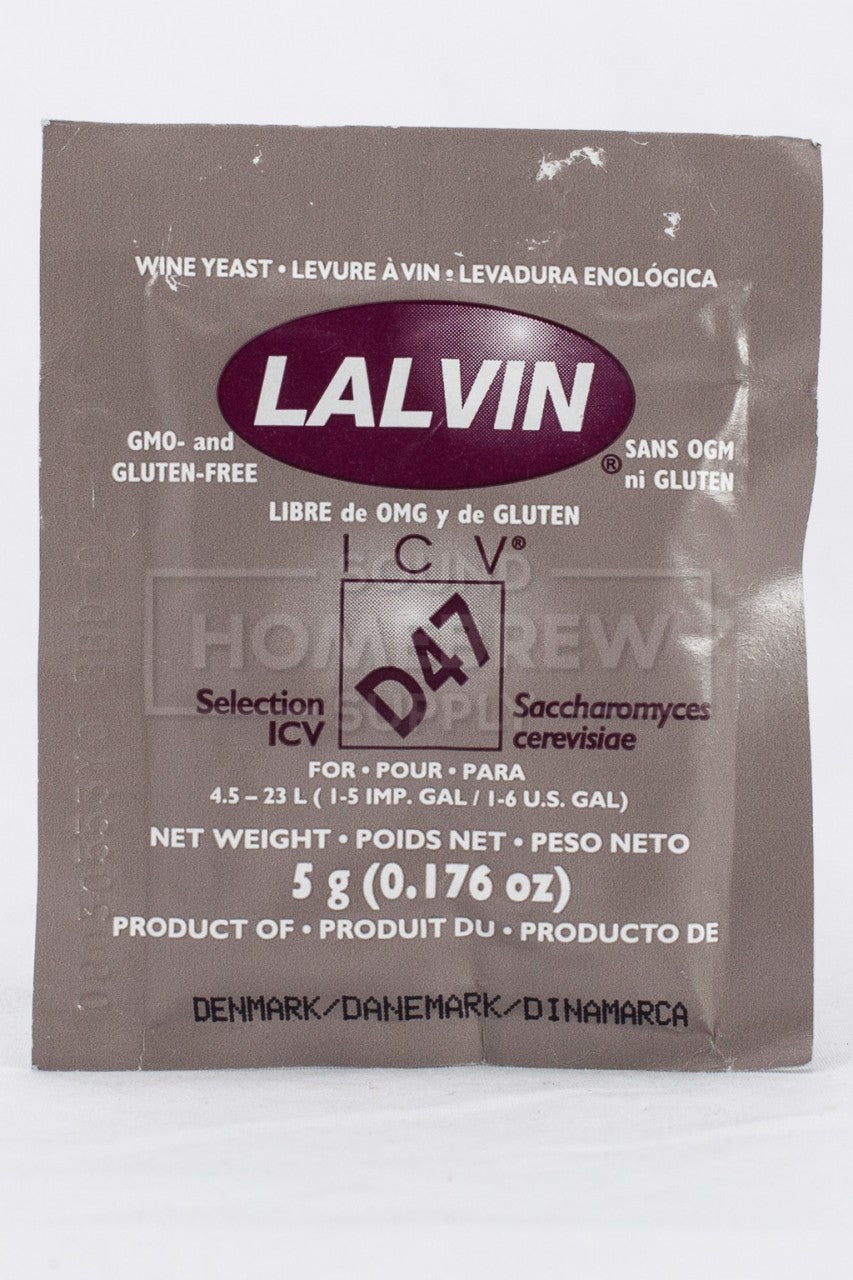 WINE YEAST • LEVURE À VIN • LEVADURA ENOLÓGICA
LALVIN®
GMO- and
GLUTEN-FREE
SANS OGM
ni GLUTEN
LIBRE de OMG y de GLUTEN
ICV®
D47
SOUND
HOMEBREW
SUPPLY
Selection
ICV
Saccharomyces
cerevisiae
FOR • POUR • PARA
4.5 – 23 L ( 1-5 IMP. GAL / 1-6 U.S. GAL)
NET WEIGHT • POIDS NET • PESO NETO
5 g (0.176 oz)
PRODUCT OF • PRODUIT DU • PRODUCTO DE
DENMARK/DANEMARK/DINAMARCA